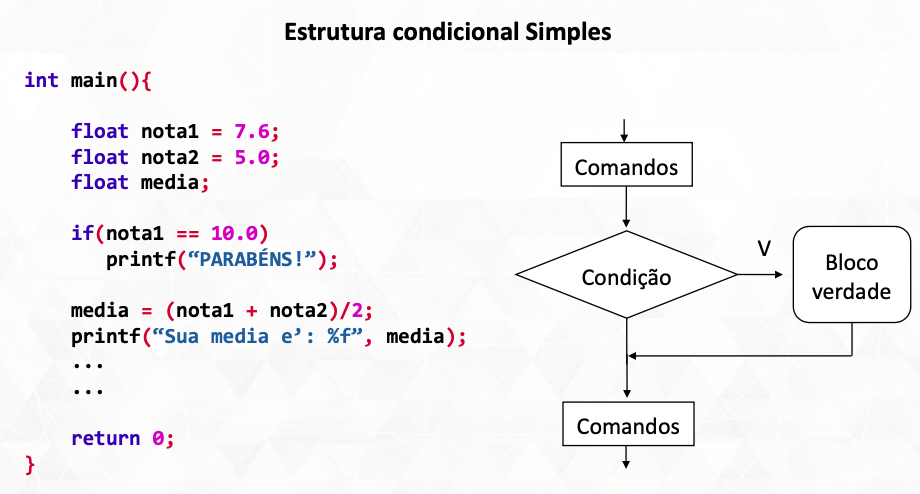 Estrutura condicional Simples
int main(){
float nota1 = 7.6;
float nota2 = 5.0;
float media;
if(nota1 == 10.0)
printf(“PARABÉNS!”);
media = (nota1 + nota2)/2;
printf(“Sua media e’: %f”, media);
...
...
return 0;
}
Comandos
Condição
V
Bloco
verdade
Comandos